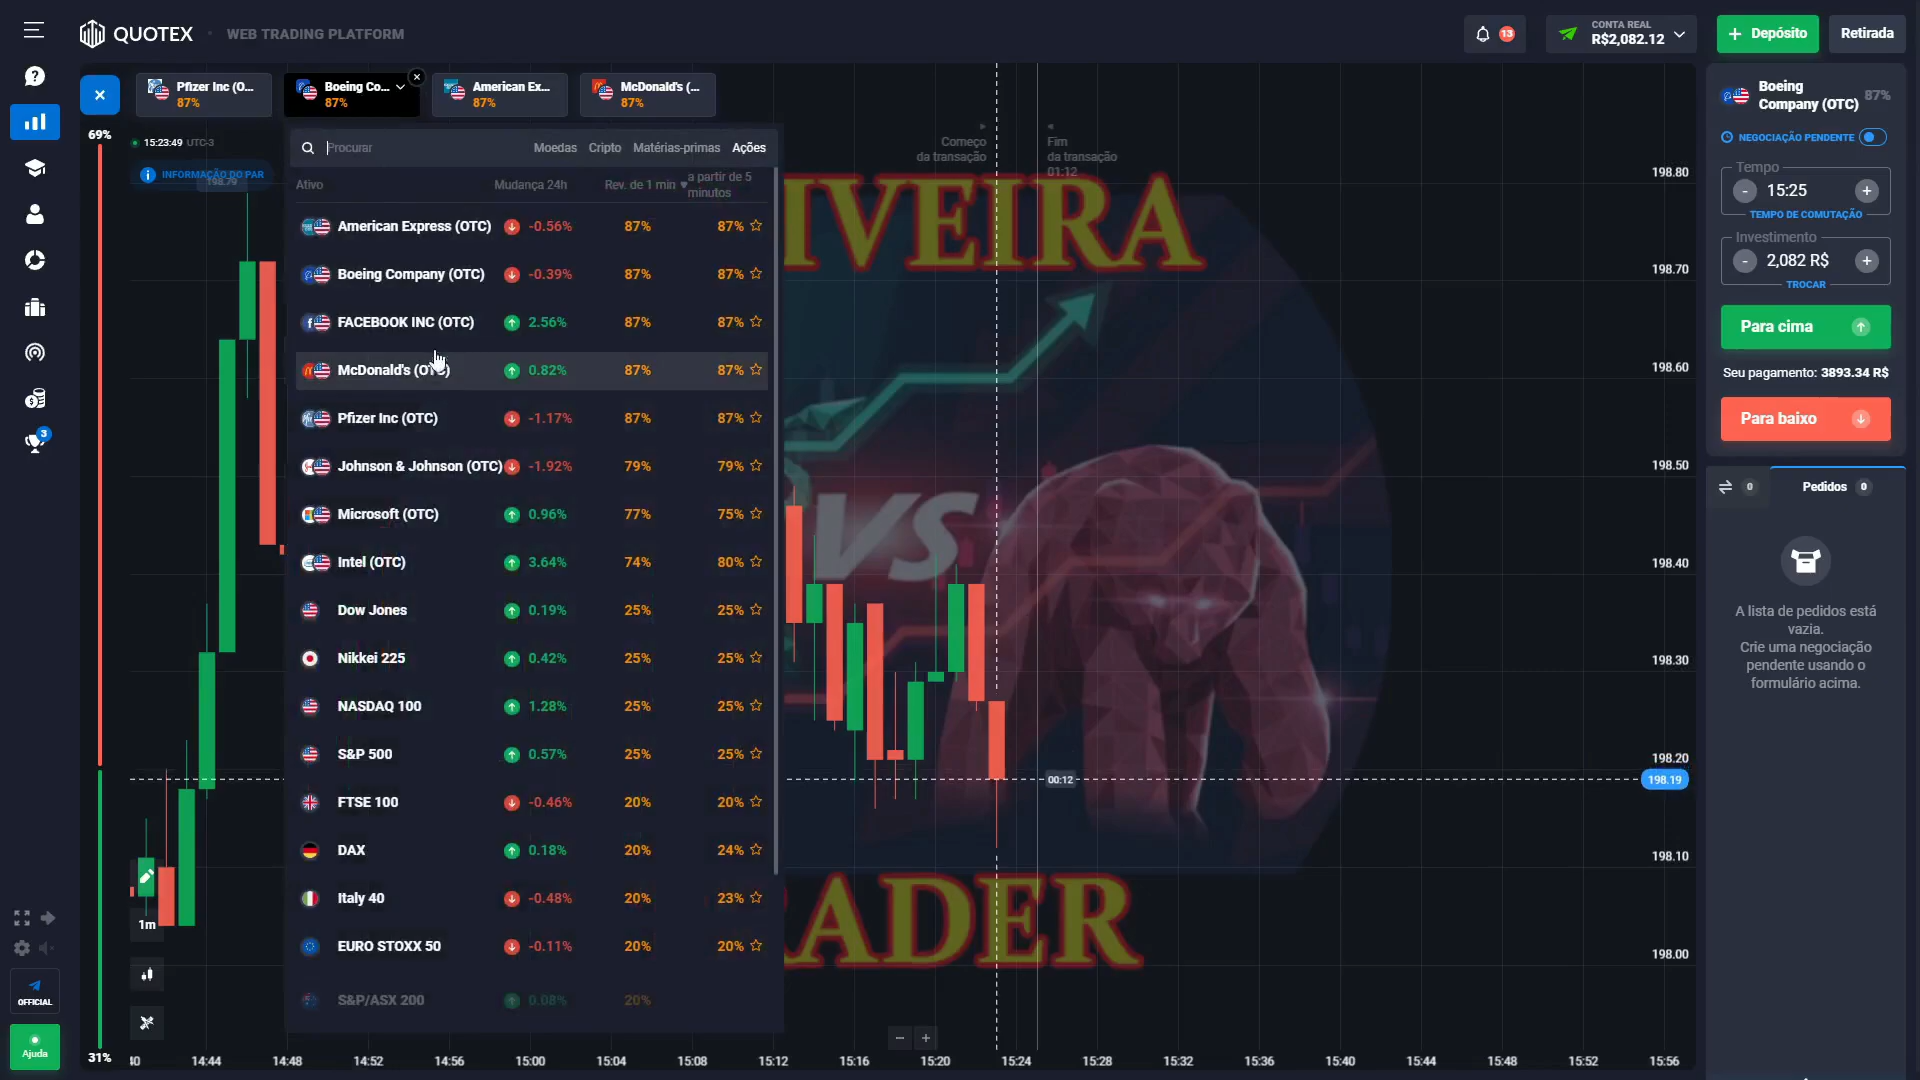 QUOTEX
WEB TRADING PLATFORM
13
CONTA REAL
R$2,082.12
Depósito
Retirada
Pfizer Inc (O...
87%
Boeing Co...
87%
American Ex...
87%
McDonald's (...
87%
69%
15:23:49 UTC-3
INFORMAÇÃO DO PAR
198.79
Procurar
Moedas
Cripto
Matérias-primas
Ações
Ativo
Mudança 24h
Rev. de 1 min
a partir de 5
minutos
American Express (OTC) -0.56% 87% 87%
Boeing Company (OTC) -0.39% 87% 87%
FACEBOOK INC (OTC) 2.56% 87% 87%
McDonald's (OTC) 0.82% 87% 87%
Pfizer Inc (OTC) -1.17% 87% 87%
Johnson & Johnson (OTC) -1.92% 79% 79%
Microsoft (OTC) 0.96% 77% 75%
Intel (OTC) 3.64% 74% 80%
Dow Jones 0.19% 25% 25%
Nikkei 225 0.42% 25% 25%
NASDAQ 100 1.28% 25% 25%
S&P 500 0.57% 25% 25%
FTSE 100 -0.46% 20% 20%
DAX 0.18% 20% 24%
Italy 40 -0.48% 20% 23%
EURO STOXX 50 -0.11% 20% 20%
S&P/ASX 200 0.08% 20%
Começo
da transação
Fim
da transação
01:12
IVEIRA
VS
RADER
00:12
198.80
198.70
198.60
198.50
198.40
198.30
198.20
198.19
198.10
198.00
1m
31%
:40 14:44 14:48 14:52 14:56 15:00 15:04 15:08 15:12 15:16 15:20 15:24 15:28 15:32 15:36 15:40 15:44 15:48 15:52 15:56
3
OFFICIAL
Ajuda
Boeing
Company (OTC)
87%
NEGOCIAÇÃO PENDENTE
Tempo
- 15:25 +
TEMPO DE COMUTAÇÃO
Investimento
- 2,082 R$ +
TROCAR
Para cima
Seu pagamento: 3893.34 R$
Para baixo
0
Pedidos 0
A lista de pedidos está
vazia.
Crie uma negociação
pendente usando o
formulário acima.